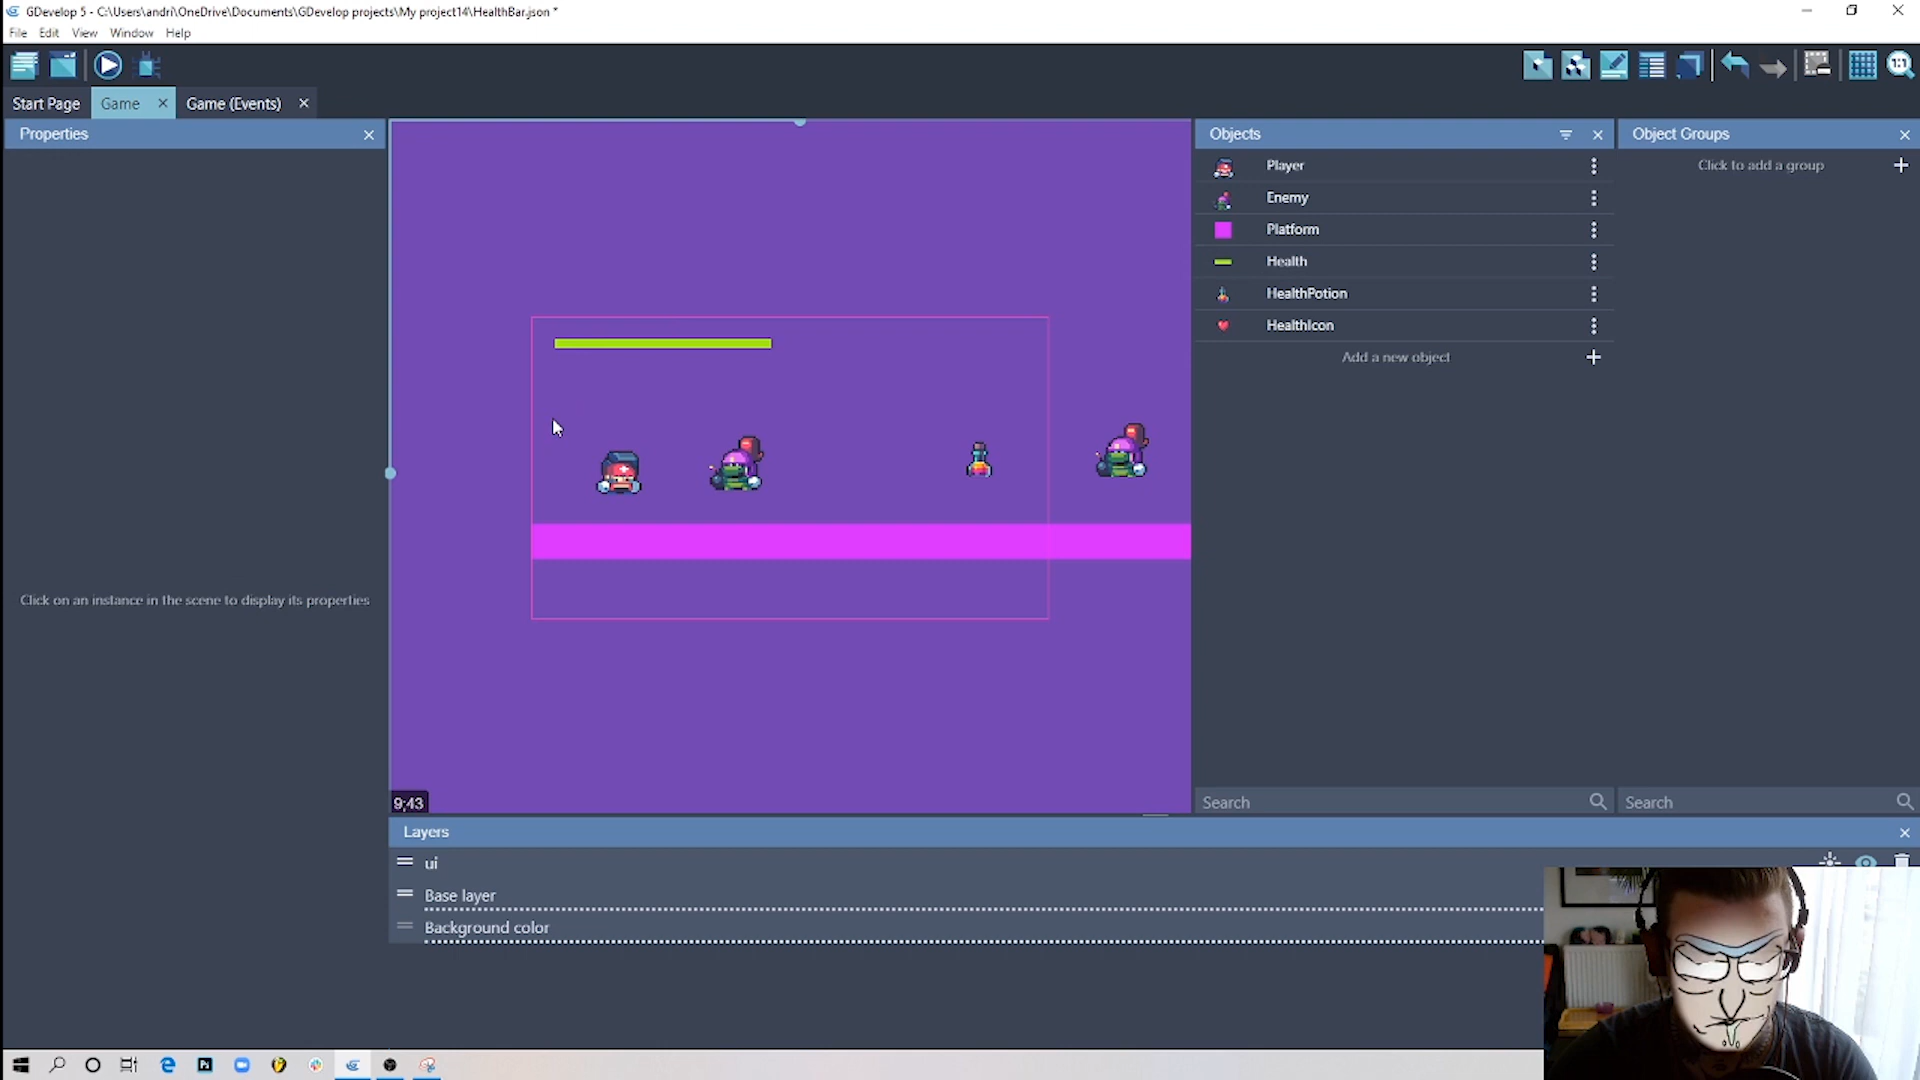 GDevelop 5 - C:\Users\andri\OneDrive\Documents\GDevelop projects\My project14\HealthBar.json *
File Edit View Window Help
1:1
Start Page Game Game (Events)
Properties
Objects
Object Groups
Player
Click to add a group
Enemy
Platform
Health
HealthPotion
HealthIcon
Add a new object
Click on an instance in the scene to display its properties
9;43
Search
Search
Layers
ui
Base layer
Background color